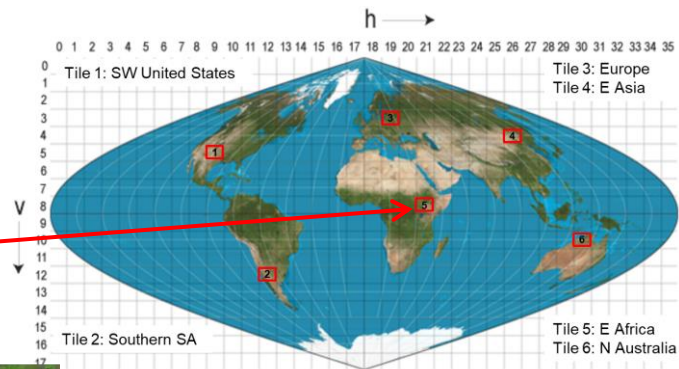 h
0 1 2 3 4 5 6 7 8 9 10 11 12 13 14 15 16 17 18 19 20 21 22 23 24 25 26 27 28 29 30 31 32 33 34 35
0
1
2
3
4
5
6
7
8
9
10
11
12
13
14
15
16
17
V
Tile 1: SW United States
Tile 3: Europe
Tile 4: E Asia
3
4
1
5
6
2
Tile 2: Southern SA
Tile 5: E Africa
Tile 6: N Australia